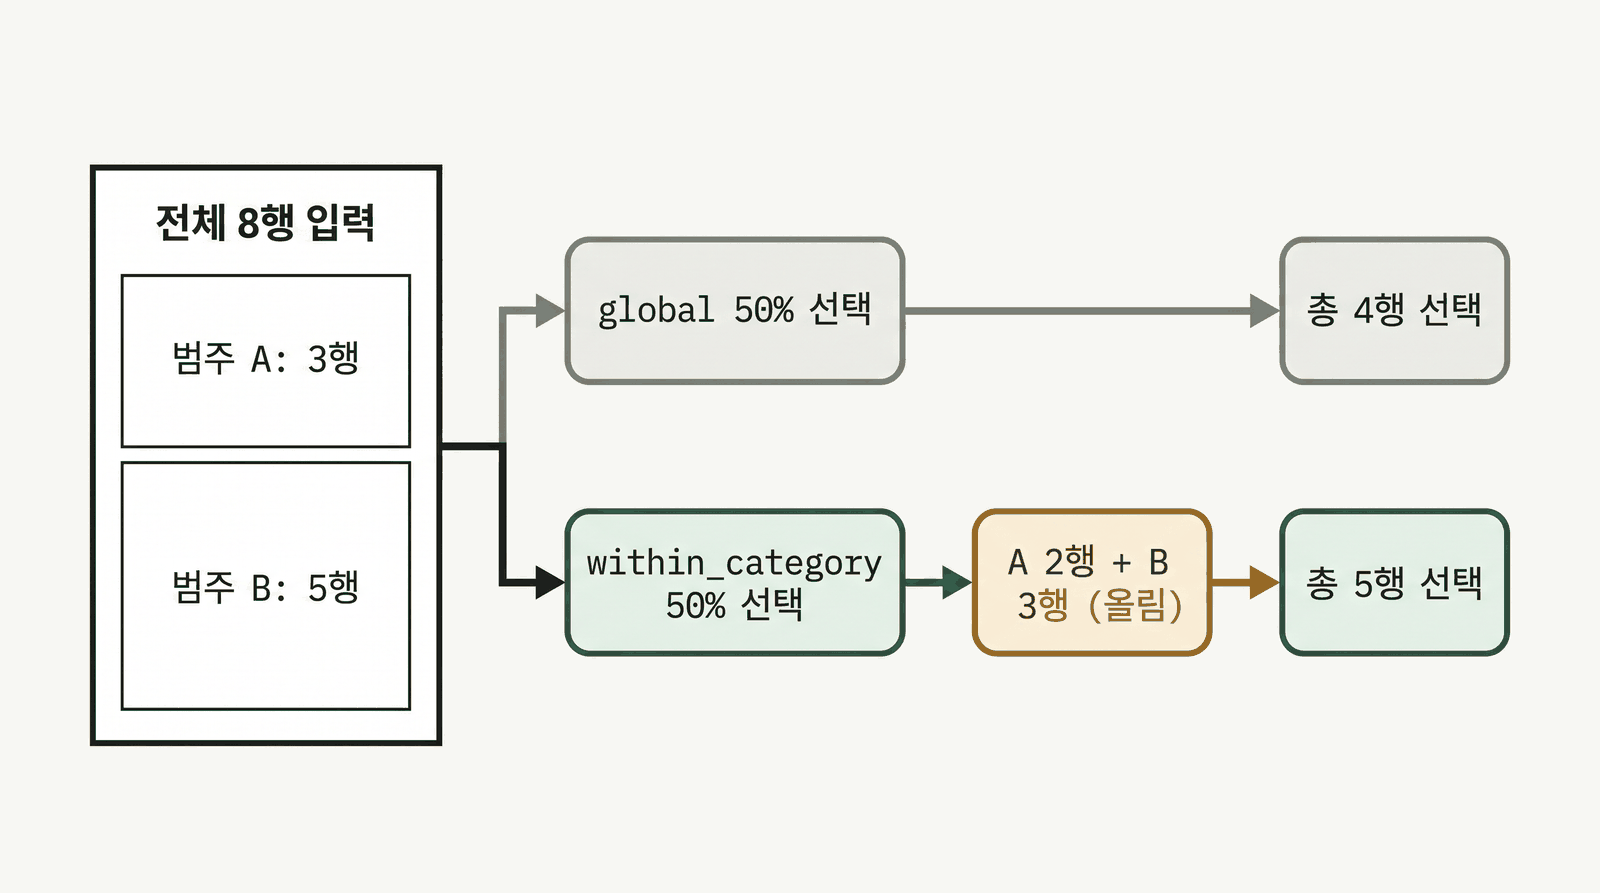 전체 8행 입력
범주 A: 3행
범주 B: 5행
global 50% 선택
총 4행 선택
within_category
50% 선택
A 2행 + B
3행 (올림)
총 5행 선택